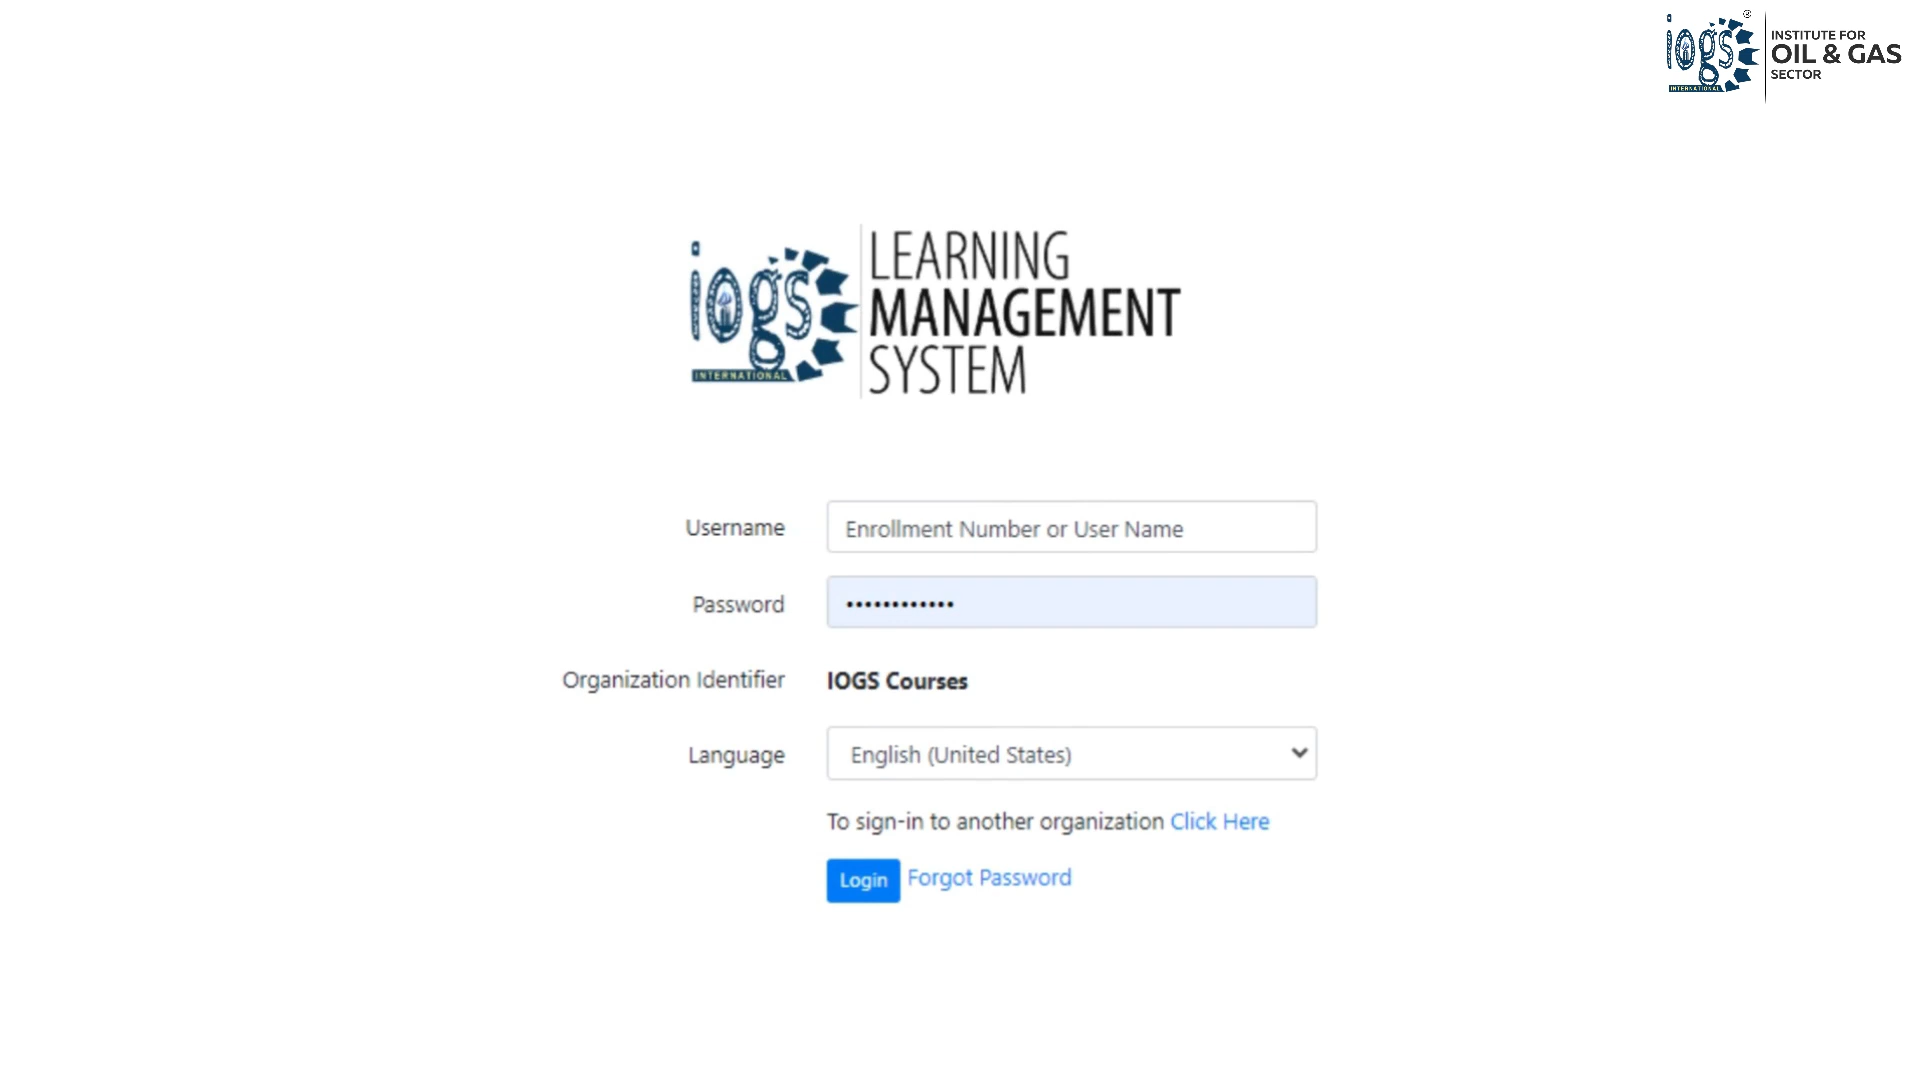 iogs
INTERNATIONAL
INSTITUTE FOR
OIL & GAS
SECTOR
iogs
INTERNATIONAL
LEARNING
MANAGEMENT
SYSTEM
Username
Enrollment Number or User Name
Password
••••••••••••
Organization Identifier
IOGS Courses
Language
English (United States)
To sign-in to another organization Click Here
Login Forgot Password